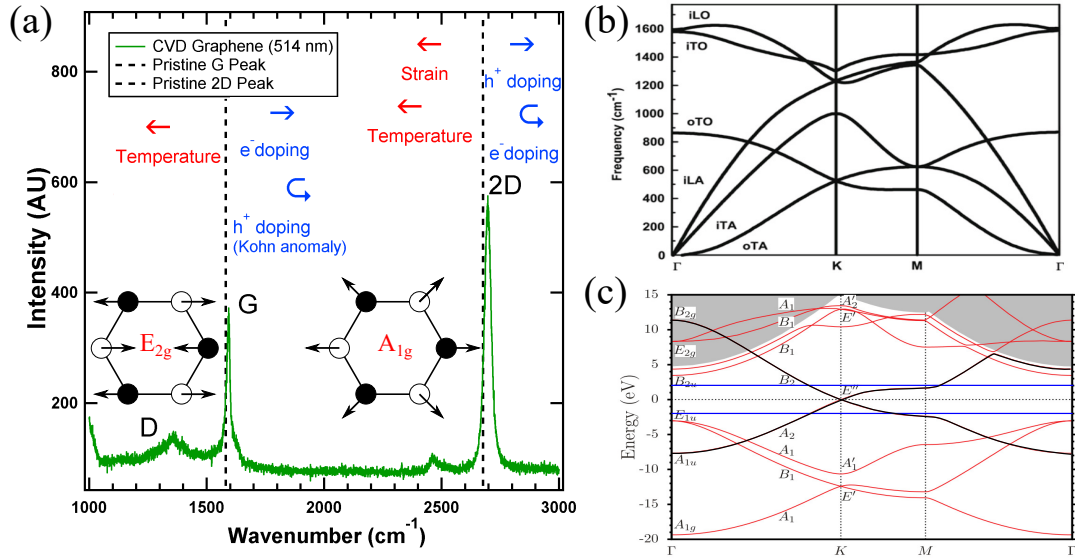 (a)
CVD Graphene (514 nm)
Pristine G Peak
Pristine 2D Peak
Strain
Temperature
Temperature
h+ doping
e-doping
e-doping
h+ doping
(Kohn anomaly)
2D
G
D
E2g
A1g
Intensity (AU)
800
600
400
200
1000
1500
2000
2500
3000
Wavenumber (cm-1)
(b)
Frequency (cm-1)
1600
1400
1200
1000
800
600
400
200
0
iLO
iTO
oTO
iLA
iTA
oTA
Γ
K
M
Γ
(c)
Energy (eV)
15
10
5
0
-5
-10
-15
-20
B2g
E2g
B2u
E1u
A1u
A1g
A1
B1
B1
B2
A2
A1
B1
A1
A′2
E′
E′′′
A′1
E′
Γ
K
M
Γ